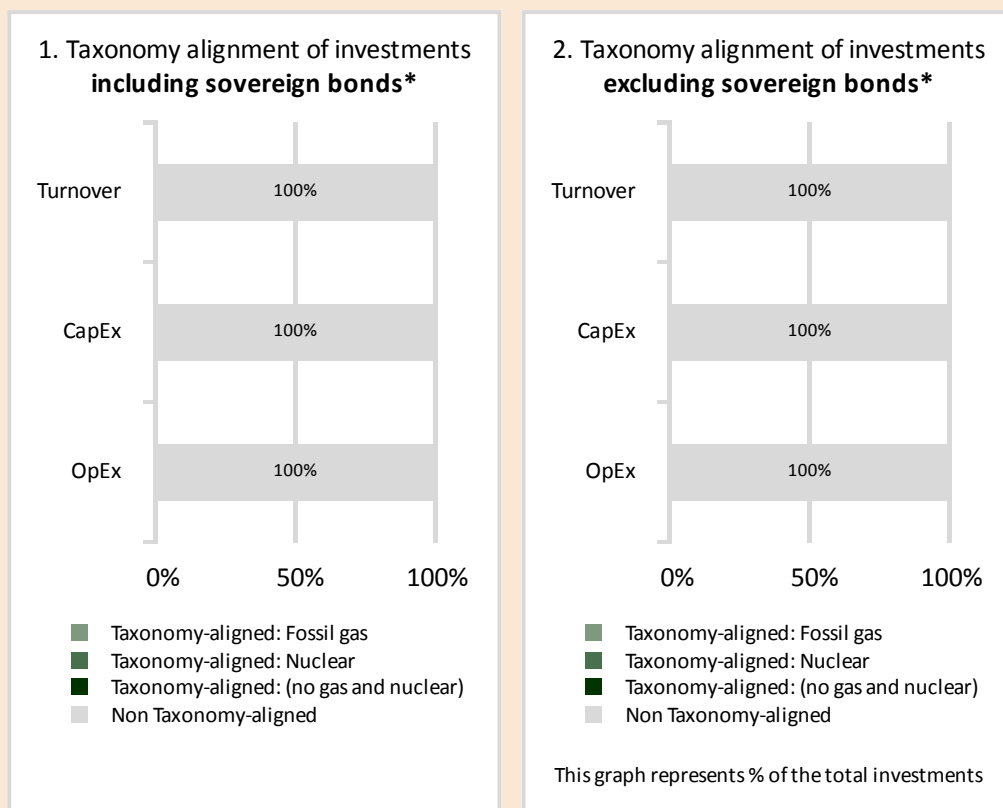 1. Taxonomy alignment of investments
including sovereign bonds*
Turnover
100%
CapEx
100%
OpEx
100%
0% 50% 100%
Taxonomy-aligned: Fossil gas
Taxonomy-aligned: Nuclear
Taxonomy-aligned: (no gas and nuclear)
Non Taxonomy-aligned
2. Taxonomy alignment of investments
excluding sovereign bonds*
Turnover
100%
CapEx
100%
OpEx
100%
0% 50% 100%
Taxonomy-aligned: Fossil gas
Taxonomy-aligned: Nuclear
Taxonomy-aligned: (no gas and nuclear)
Non Taxonomy-aligned
This graph represents % of the total investments